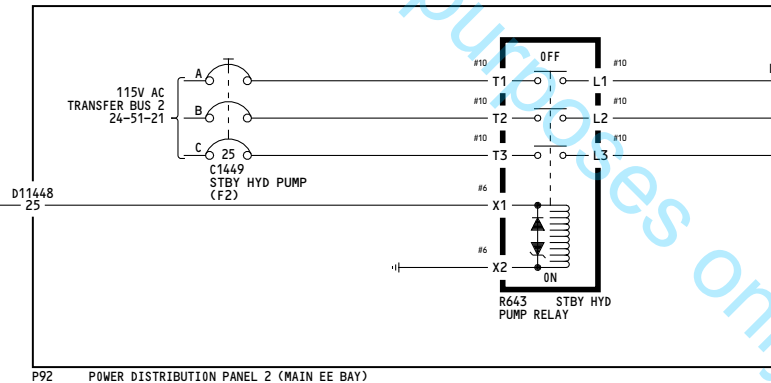 purposes on
OFF
A
#10
T1
L1
#10
115V AC
TRANSFER BUS 2
24-51-21
B
#10
T2
L2
#10
C
25
#10
T3
L3
#10
C1449
STBY HYD PUMP
(F2)
D11448
25
#6
X1
#6
X2
ON
R643 STBY HYD
PUMP RELAY
P92 POWER DISTRIBUTION PANEL 2 (MAIN EE BAY)